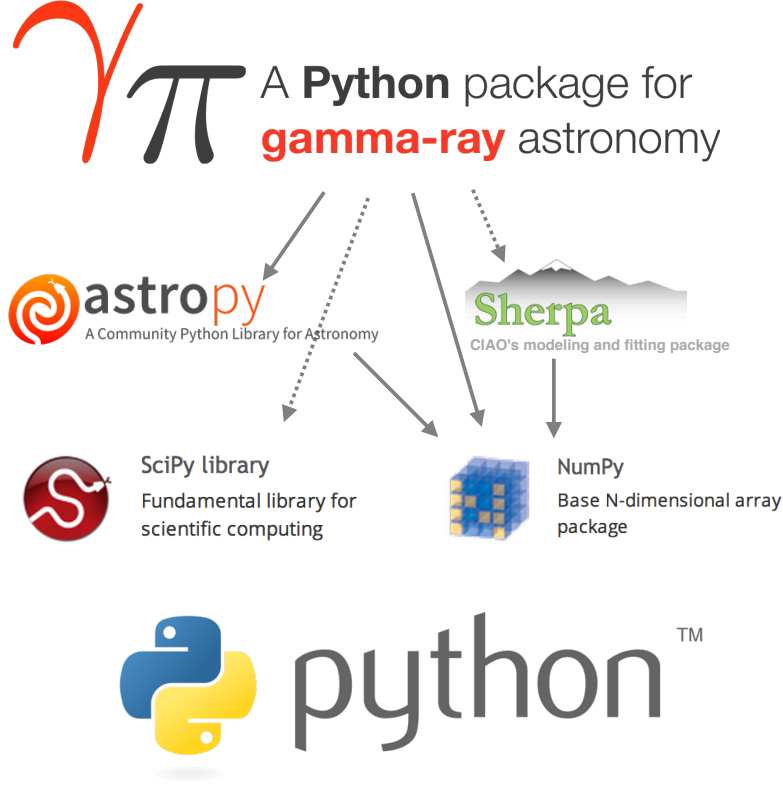 γπ
A Python package for
gamma-ray astronomy
astropy
A Community Python Library for Astronomy
Sherpa
CIAO's modeling and fitting package
SciPy library
Fundamental library for
scientific computing
NumPy
Base N-dimensional array
package
python
TM